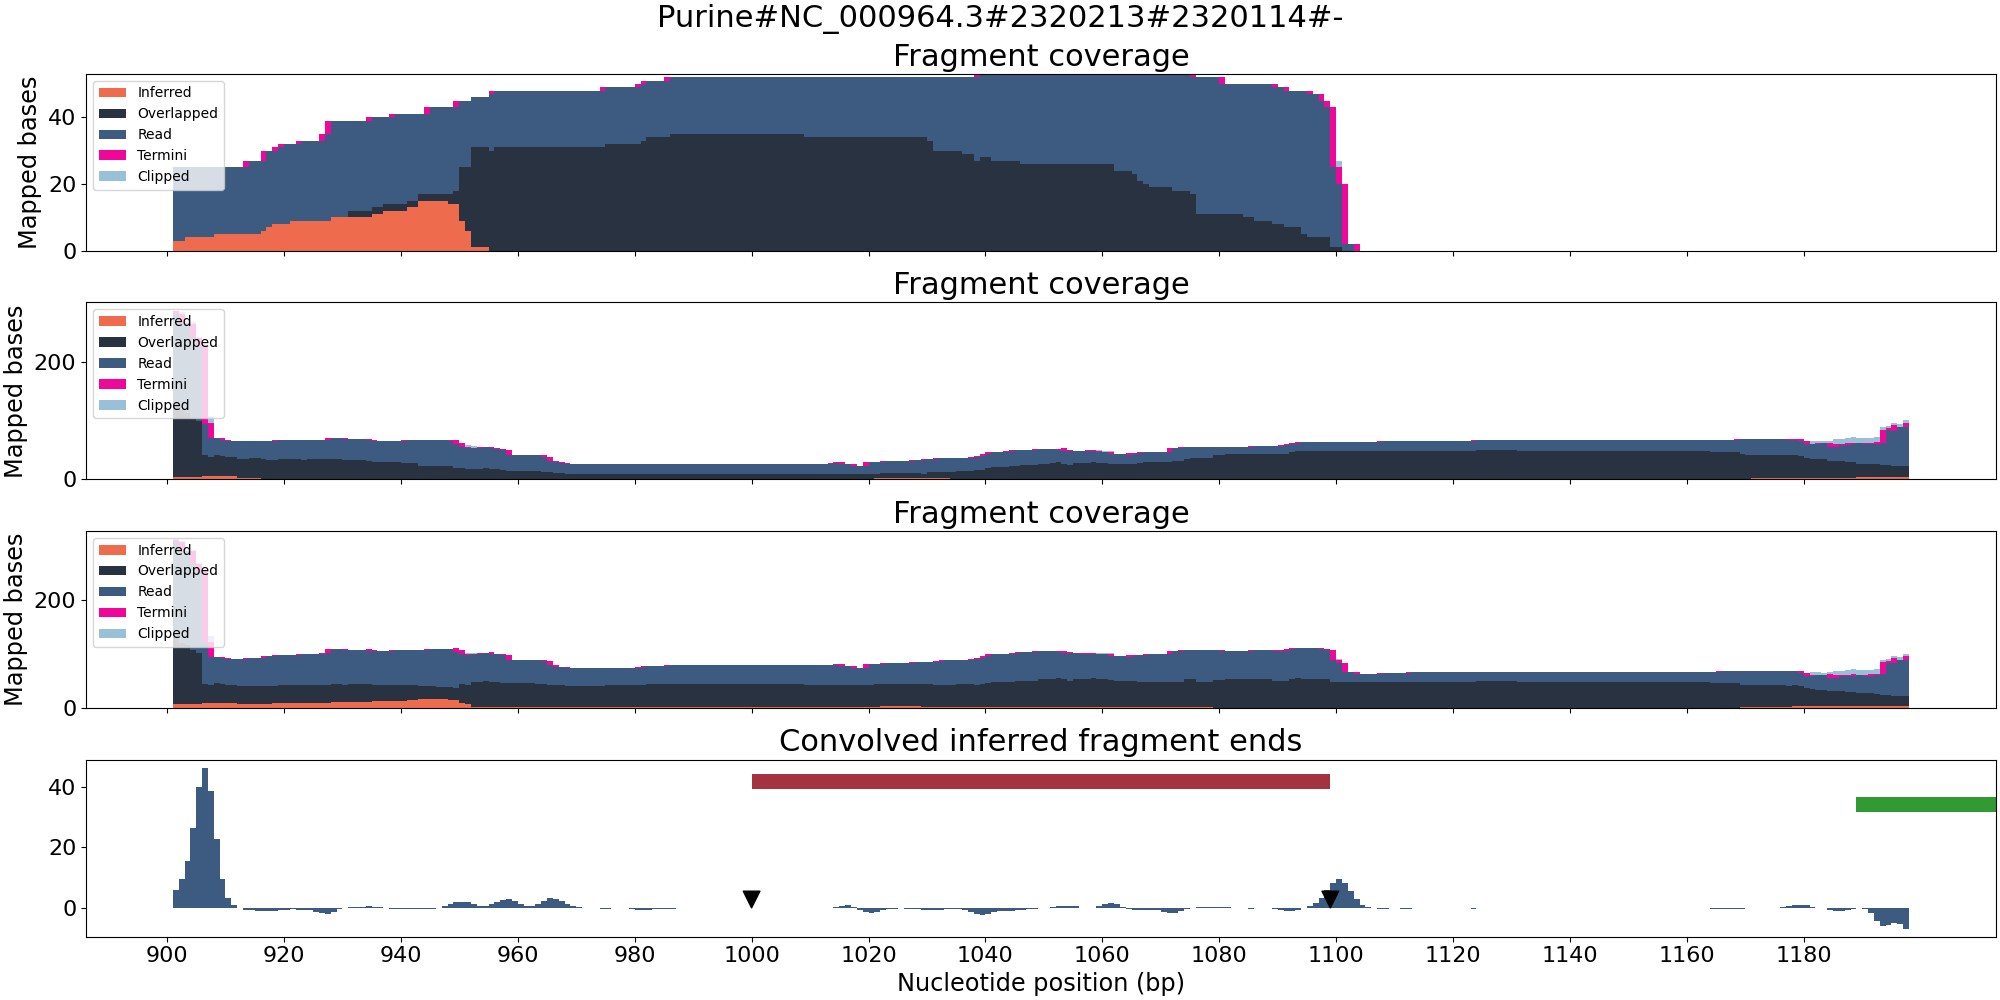 Purine#NC_000964.3#2320213#2320114#-
Fragment coverage
Mapped bases
40
20
0
Inferred
Overlapped
Read
Termini
Clipped
Fragment coverage
Mapped bases
200
0
Inferred
Overlapped
Read
Termini
Clipped
Fragment coverage
Mapped bases
200
0
Inferred
Overlapped
Read
Termini
Clipped
Convolved inferred fragment ends
40
20
0
900 920 940 960 980 1000 1020 1040 1060 1080 1100 1120 1140 1160 1180
Nucleotide position (bp)